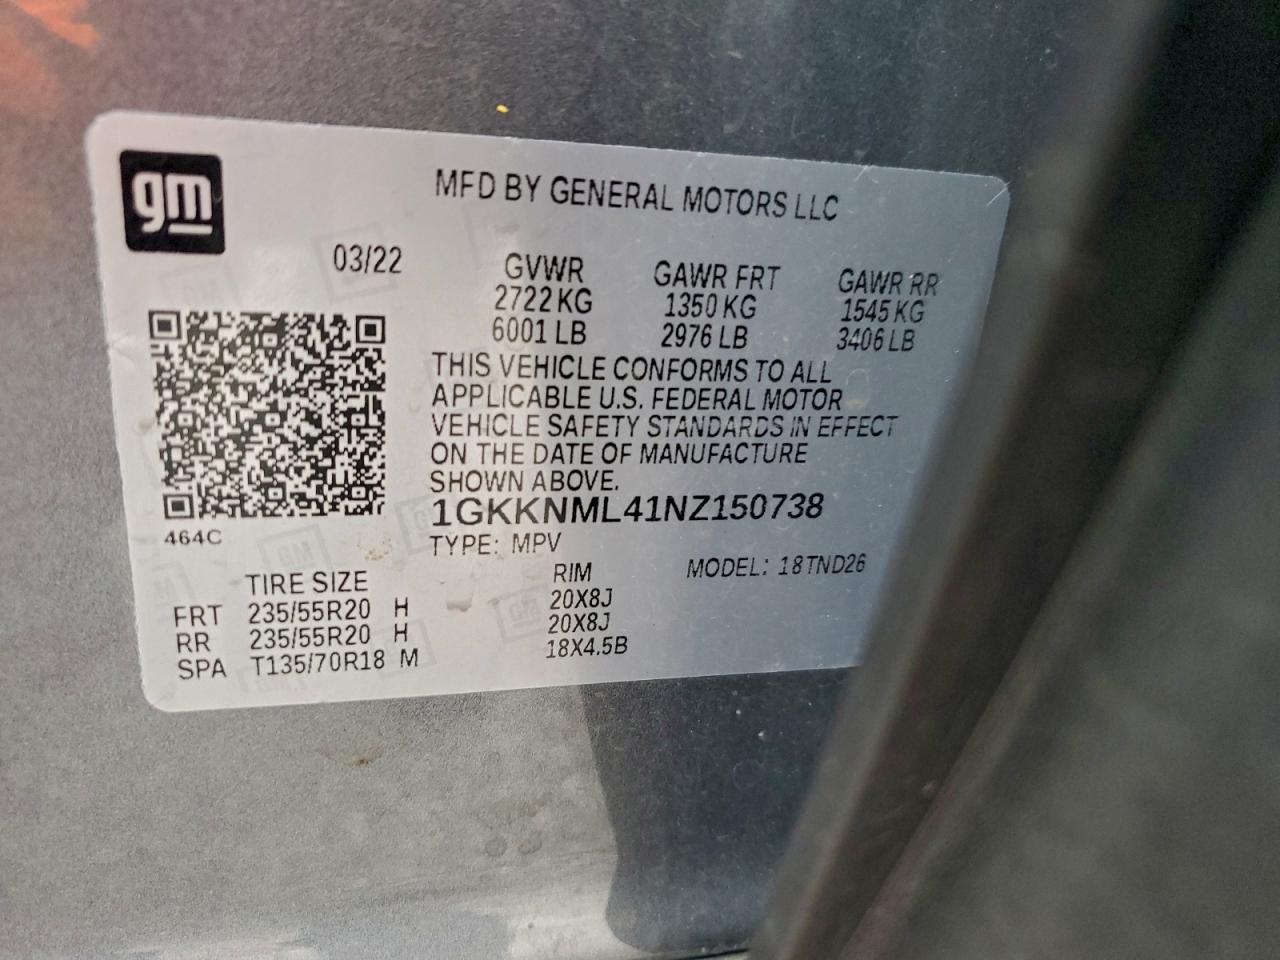 gm
MFD BY GENERAL MOTORS LLC
03/22
GVWR GAWR FRT GAWR RR
2722 KG 1350 KG 1545 KG
6001 LB 2976 LB 3406 LB
THIS VEHICLE CONFORMS TO ALL
APPLICABLE U.S. FEDERAL MOTOR
VEHICLE SAFETY STANDARDS IN EFFECT
ON THE DATE OF MANUFACTURE
SHOWN ABOVE.
1GKKNML41NZ150738
464C
TYPE: MPV MODEL: 18TND26
TIRE SIZE RIM
FRT 235/55R20 H 20X8J
RR 235/55R20 H 20X8J
SPA T135/70R18 M 18X4.5B